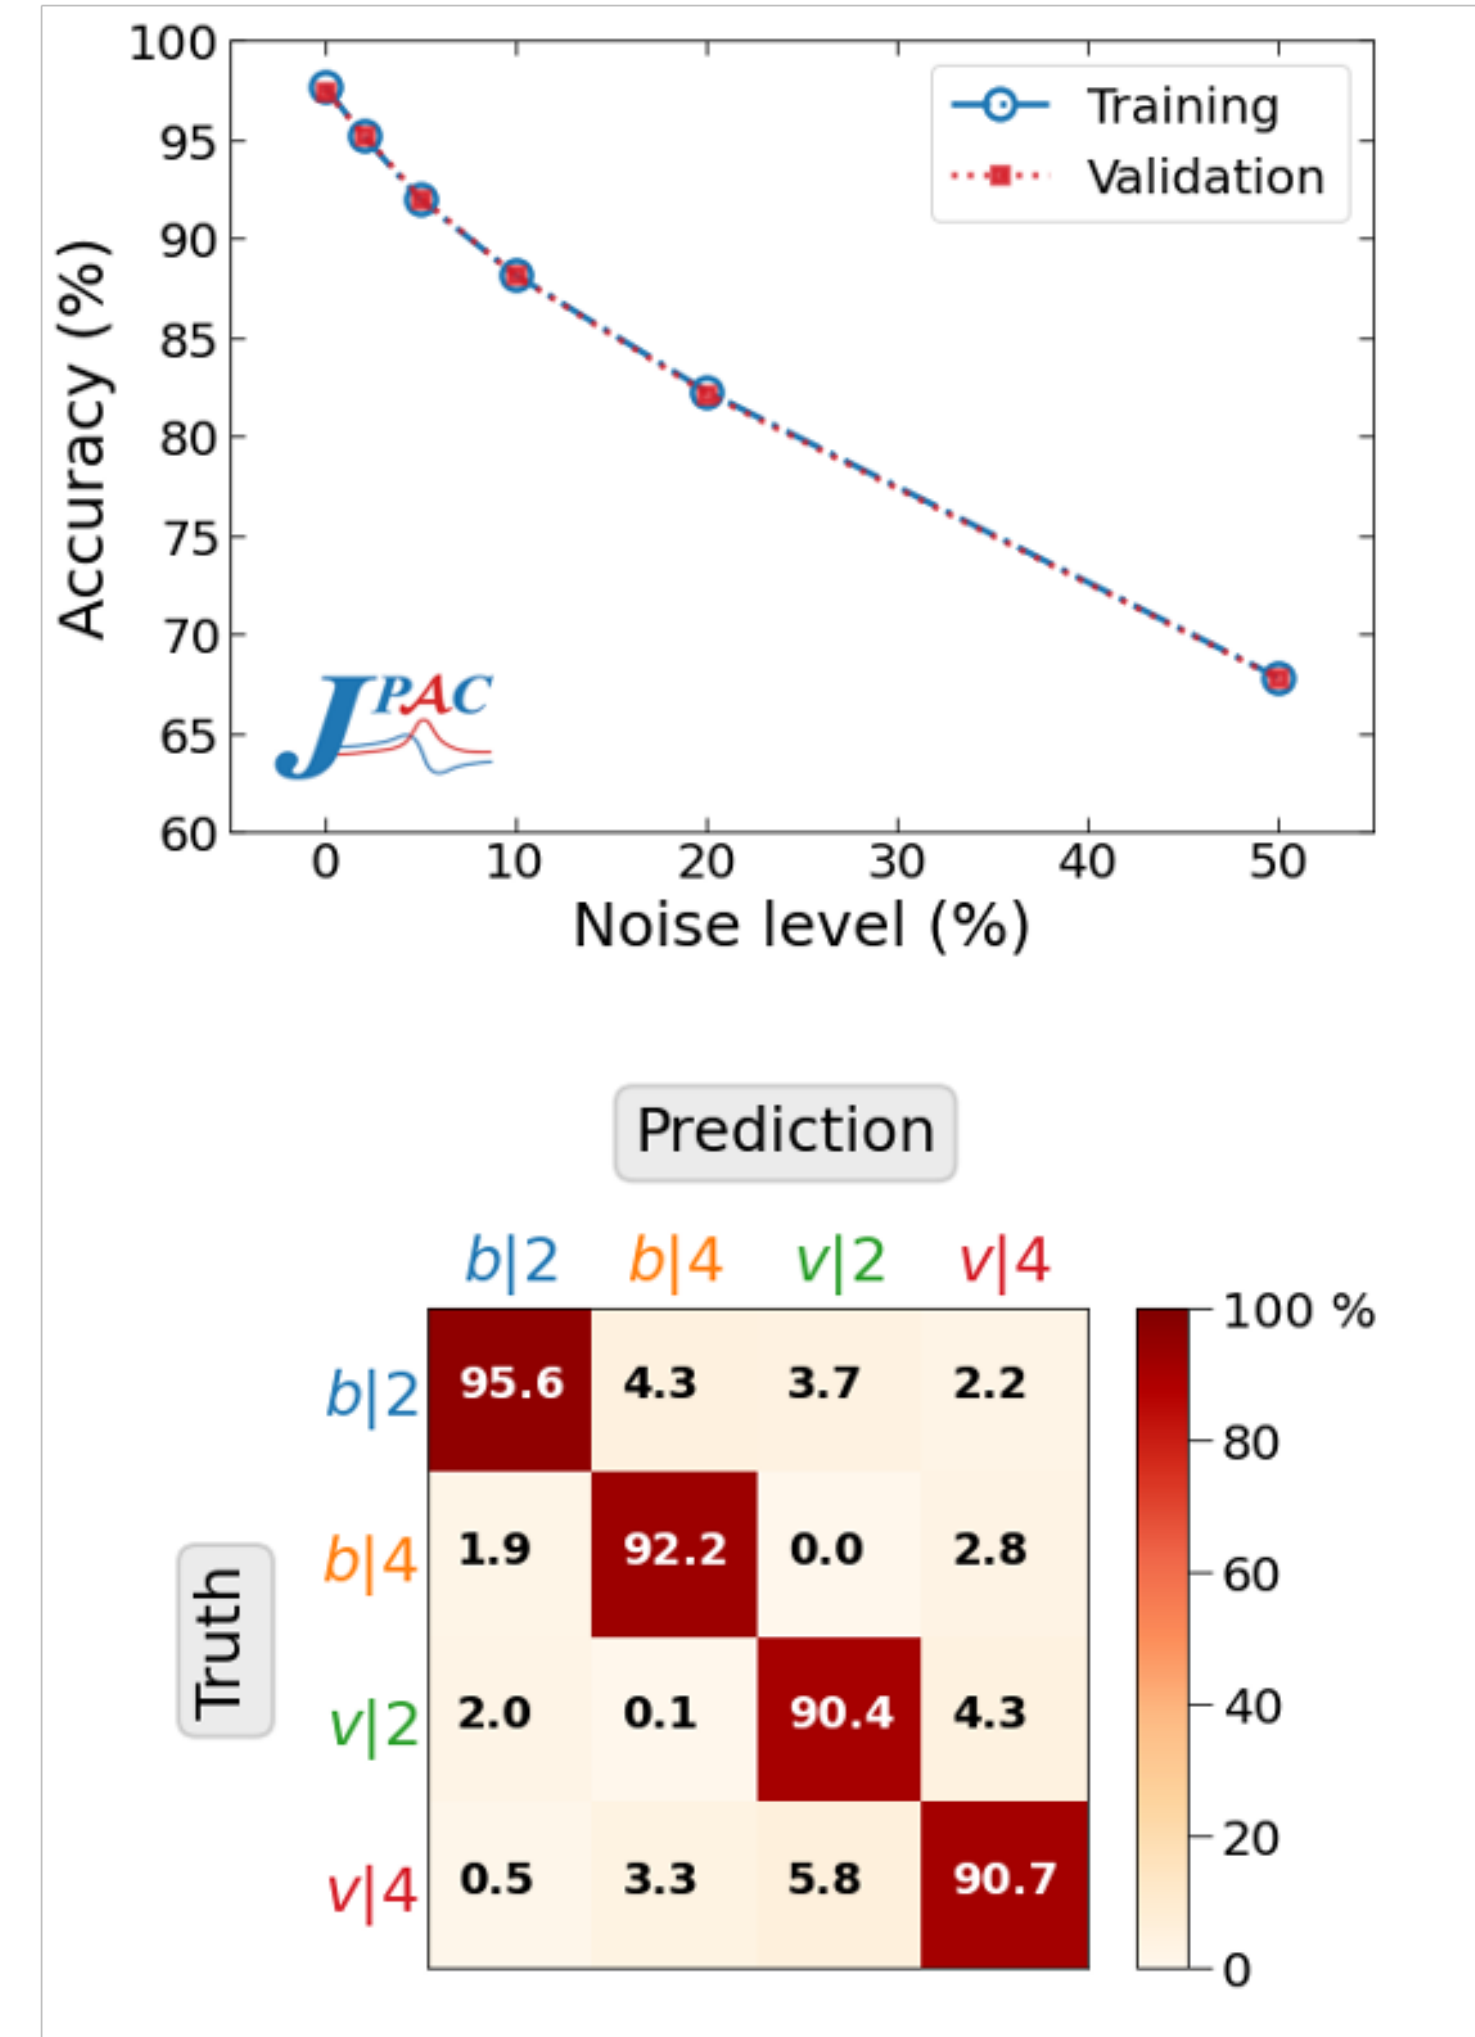 100
95
90
85
80
75
70
65
60
Accuracy (%)
Training
Validation
JPAC
0 10 20 30 40 50
Noise level (%)
Prediction
b|2 b|4 v|2 v|4
Truth
b|2 95.6 4.3 3.7 2.2
b|4 1.9 92.2 0.0 2.8
v|2 2.0 0.1 90.4 4.3
v|4 0.5 3.3 5.8 90.7
100 %
80
60
40
20
0